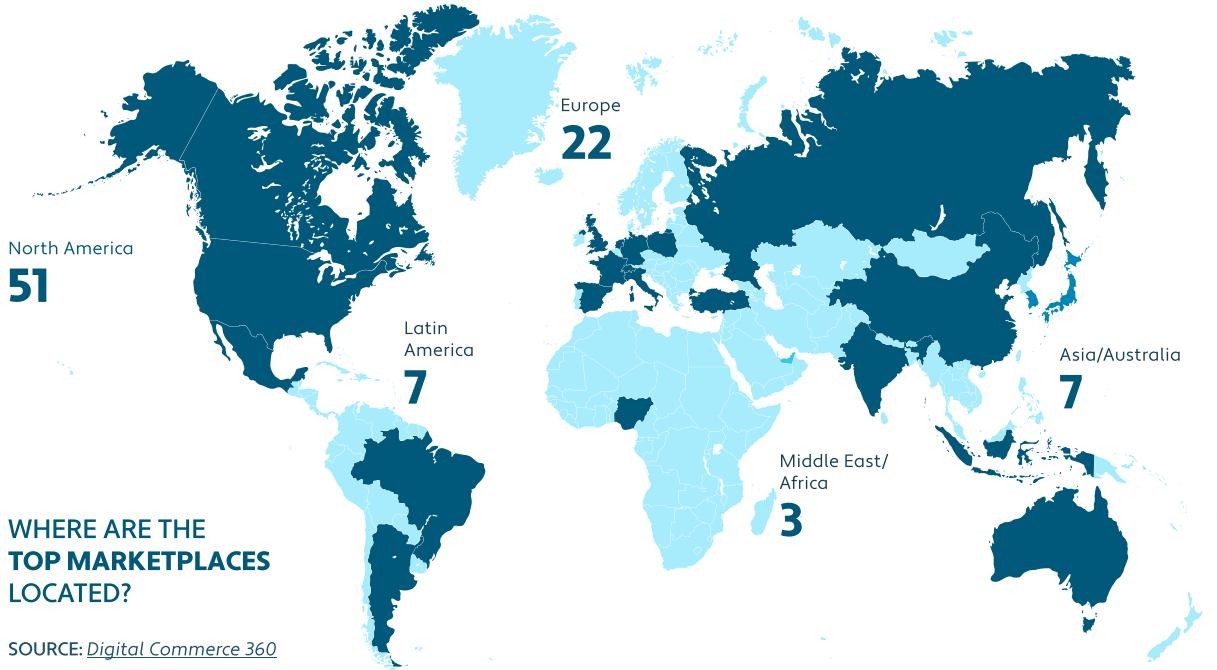 Europe
22
North America
51
Latin
America
7
Asia/Australia
7
Middle East/
Africa
3
WHERE ARE THE
TOP MARKETPLACES
LOCATED?
SOURCE: Digital Commerce 360